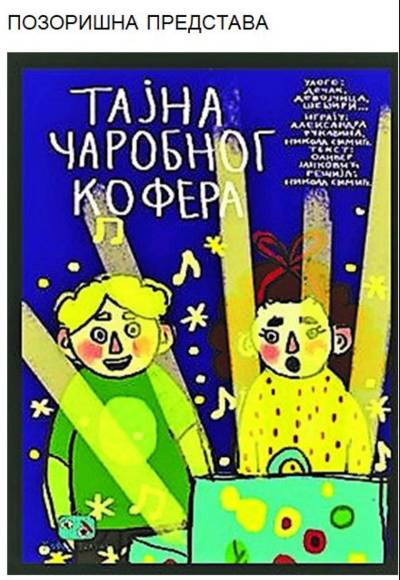 ПОЗОРИШНА ПРЕДСТАВА
ТАЈНА
ЧАРОБНОГ
КОФЕРА
УЛОГЕ:
ДЕЧАК,
ДЕВОЈЧИЦА,
ШЕШИРИ...
ИГРАЈУ:
АЛЕКСАНДРА
НИКОЛА СИМИЋ.
ТЕКСТ:
ОЛИВЕР
ЈАНКОВИЋ
РЕЖИЈА:
НИКОЛА СИМИЋ.